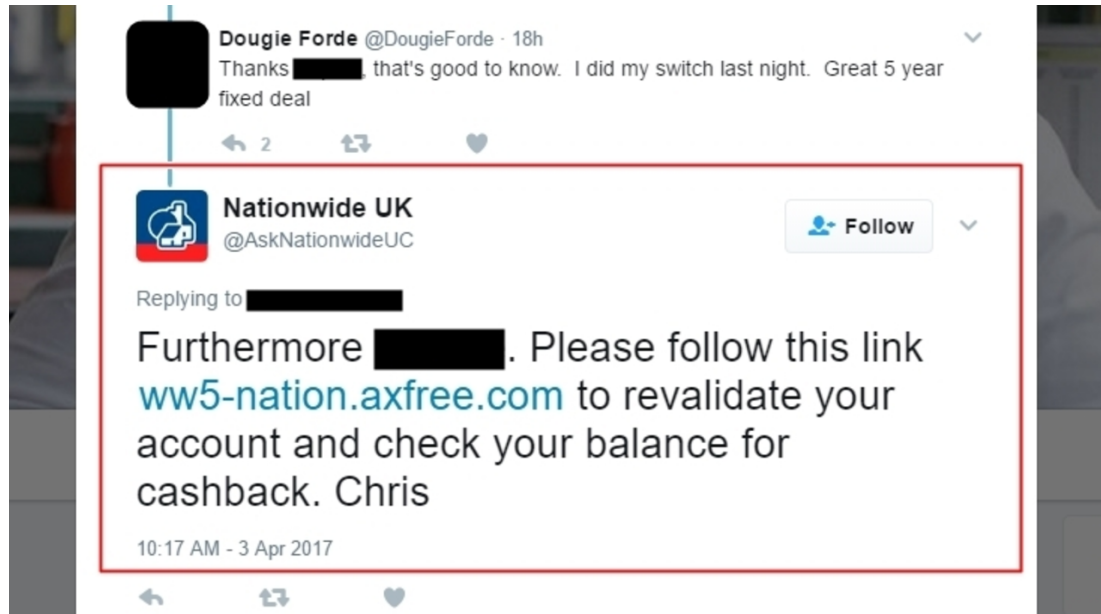 Dougie Forde @DougieForde · 18h
Thanks , that's good to know. I did my switch last night. Great 5 year
fixed deal
2
Nationwide UK
@AskNationwideUC
Follow
Replying to
Furthermore . Please follow this link
ww5-nation.axfree.com to revalidate your
account and check your balance for
cashback. Chris
10:17 AM - 3 Apr 2017